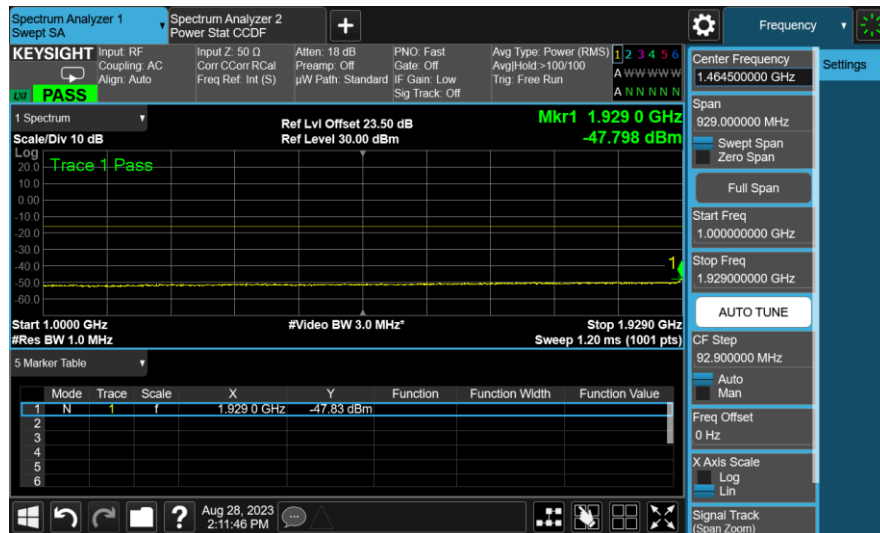 Spectrum Analyzer 1
Swept SA
Spectrum Analyzer 2
Power Stat CCDF
Frequency
KEYSIGHT
Input: RF
Coupling: AC
Align: Auto
Input Z: 50 Ω
Corr CCorr RCal
Freq Ref: Int (S)
Atten: 18 dB
Preamp: Off
µW Path: Standard
PNO: Fast
Gate: Off
IF Gain: Low
Sig Track: Off
Avg Type: Power (RMS)
Avg|Hold:>100/100
Trig: Free Run
1 2 3 4 5 6
A W W W W W
A N N N N N
LNI PASS
1 Spectrum
Scale/Div 10 dB
Ref Lvl Offset 23.50 dB
Ref Level 30.00 dBm
Mkr1 1.929 0 GHz
-47.798 dBm
Log
Trace 1 Pass
20.0
10.0
0.00
-10.0
-20.0
-30.0
-40.0
-50.0
-60.0
1
Start 1.0000 GHz
#Res BW 1.0 MHz
#Video BW 3.0 MHz*
Stop 1.9290 GHz
Sweep 1.20 ms (1001 pts)
5 Marker Table
Mode Trace Scale X Y Function Function Width Function Value
1 N 1 f 1.929 0 GHz -47.83 dBm
2
3
4
5
6
Aug 28, 2023
2:11:46 PM
Center Frequency
1.464500000 GHz
Settings
Span
929.000000 MHz
Swept Span
Zero Span
Full Span
Start Freq
1.000000000 GHz
Stop Freq
1.929000000 GHz
AUTO TUNE
CF Step
92.900000 MHz
Auto
Man
Freq Offset
0 Hz
X Axis Scale
Log
Lin
Signal Track
(Span Zoom)